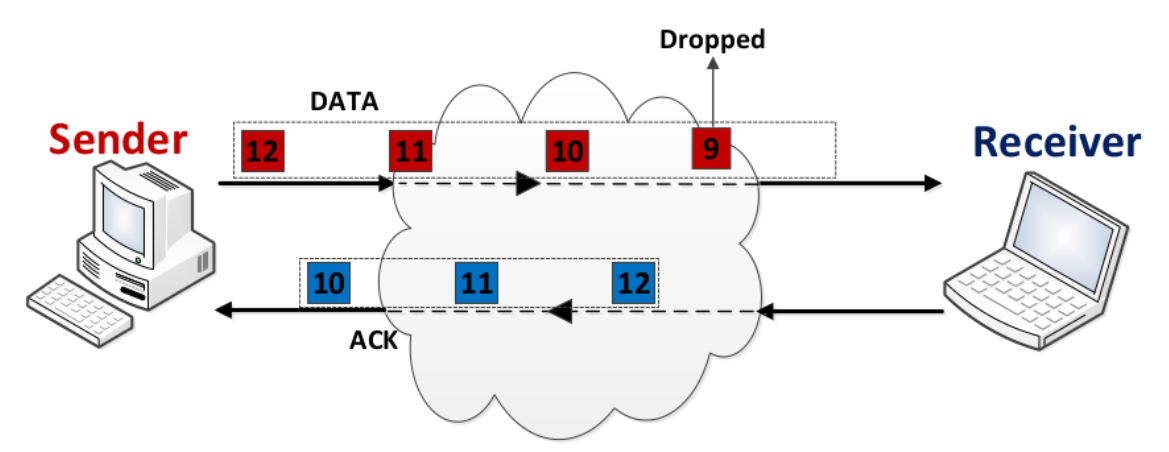 Dropped
DATA
Sender
12 11 10 9
Receiver
10 11 12
ACK